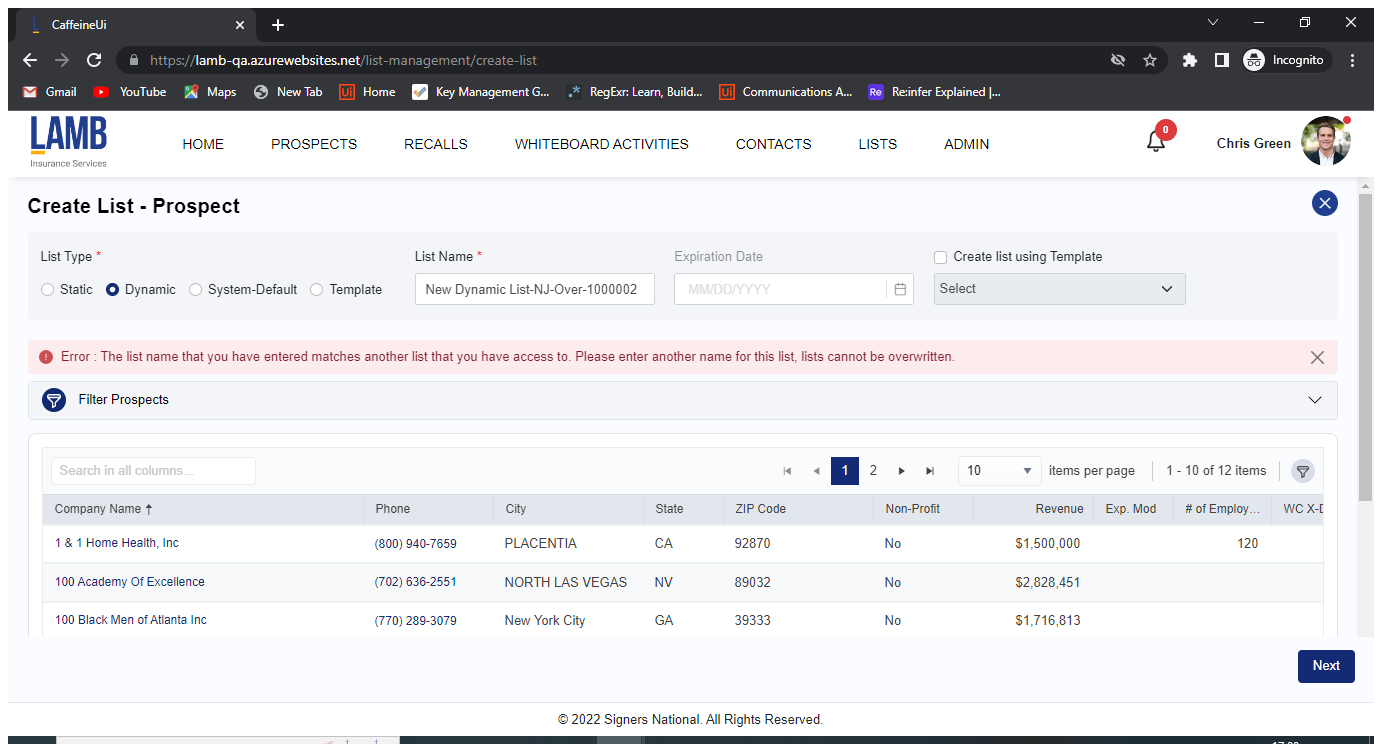 CaffeineUi
https://lamb-qa.azurewebsites.net/list-management/create-list
Incognito
Gmail YouTube Maps New Tab Home Key Management G... RegExr: Learn, Build... Communications A... Re:infer Explained |...
LAMB
Insurance Services
HOME PROSPECTS RECALLS WHITEBOARD ACTIVITIES CONTACTS LISTS ADMIN
0
Chris Green
Create List - Prospect
List Type * List Name * Expiration Date Create list using Template
Static Dynamic System-Default Template New Dynamic List-NJ-Over-1000002 MM/DD/YYYY Select
Error : The list name that you have entered matches another list that you have access to. Please enter another name for this list, lists cannot be overwritten.
Filter Prospects
Search in all columns... 1 2 10 items per page 1 - 10 of 12 items
Company Name Phone City State ZIP Code Non-Profit Revenue Exp. Mod # of Employ... WC X-D
1 & 1 Home Health, Inc (800) 940-7659 PLACENTIA CA 92870 No $1,500,000 120
100 Academy Of Excellence (702) 636-2551 NORTH LAS VEGAS NV 89032 No $2,828,451
100 Black Men of Atlanta Inc (770) 289-3079 New York City GA 39333 No $1,716,813
Next
© 2022 Signers National. All Rights Reserved.